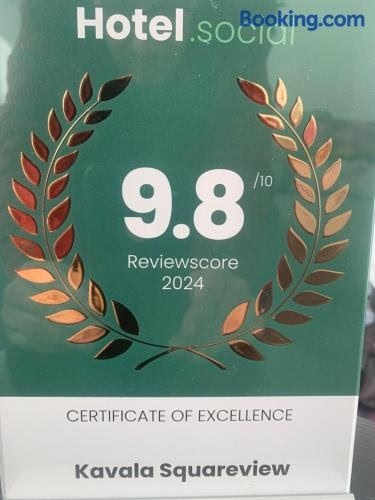 Booking.com
Hotel.social
9.8 /10
Reviewscore
2024
CERTIFICATE OF EXCELLENCE
Kavala Squareview